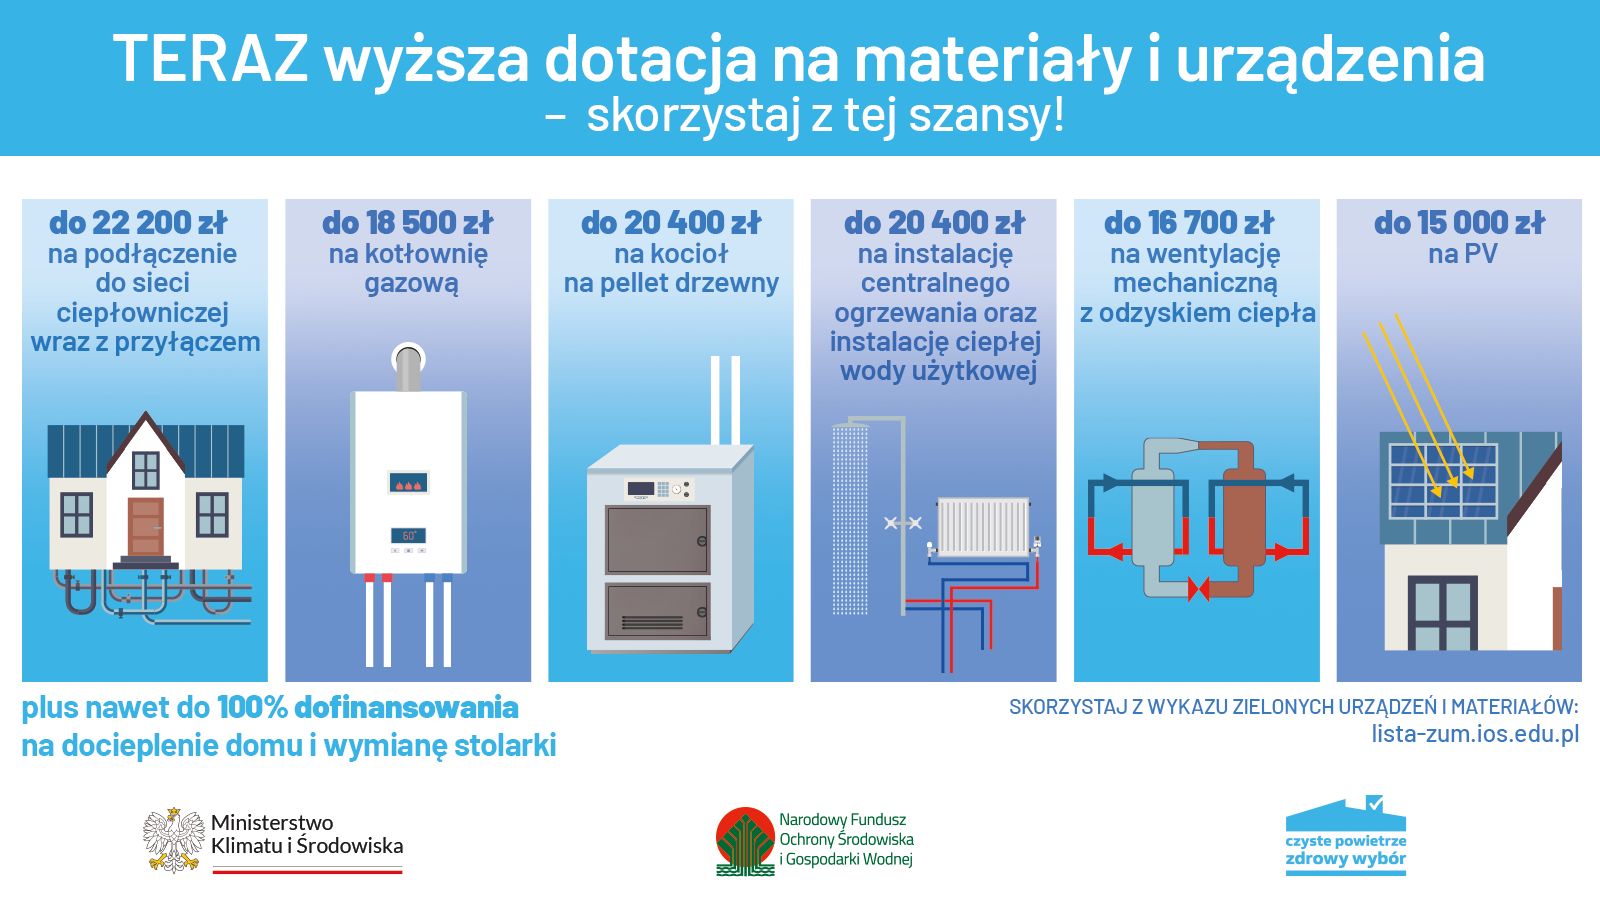 TERAZ wyższa dotacja na materiały i urządzenia
– skorzystaj z tej szansy!
do 22 200 zł
na podłączenie
do sieci
ciepłowniczej
wraz z przyłączem
do 18 500 zł
na kotłownię
gazową
60°
do 20 400 zł
na kocioł
na pellet drzewny
do 20 400 zł
na instalację
centralnego
ogrzewania oraz
instalację ciepłej
wody użytkowej
do 16 700 zł
na wentylację
mechaniczną
z odzyskiem ciepła
do 15 000 zł
na PV
plus nawet do 100% dofinansowania
na docieplenie domu i wymianę stolarki
SKORZYSTAJ Z WYKAZU ZIELONYCH URZĄDZEŃ I MATERIAŁÓW:
lista-zum.ios.edu.pl
Ministerstwo
Klimatu i Środowiska
Narodowy Fundusz
Ochrony Środowiska
i Gospodarki Wodnej
czyste powietrze
zdrowy wybór